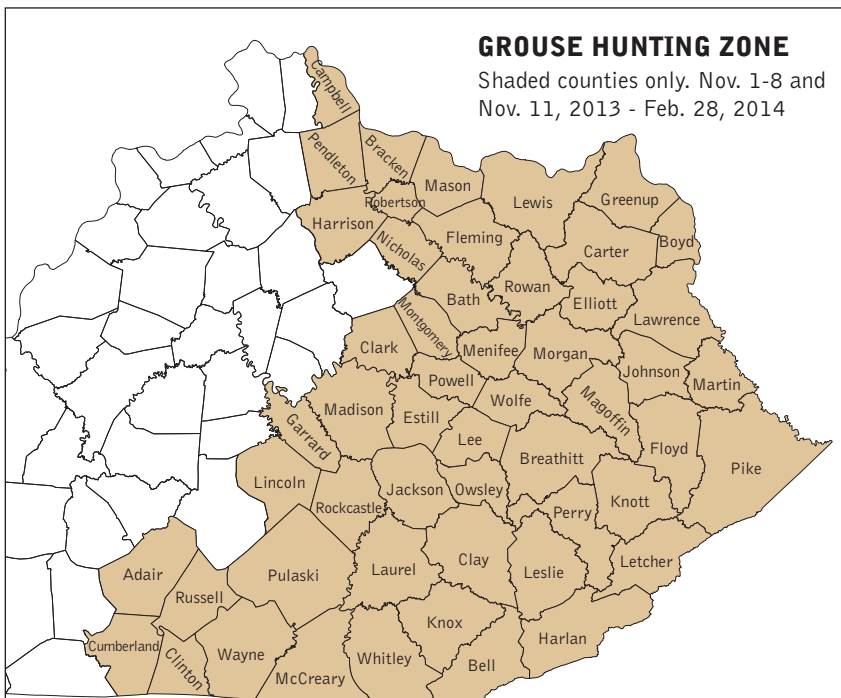 GROUSE HUNTING ZONE
Shaded counties only. Nov. 1-8 and
Nov. 11, 2013 - Feb. 28, 2014
Campbell
Pendleton
Bracken
Mason
Robertson
Lewis
Greenup
Harrison
Nicholas
Fleming
Carter
Boyd
Rowan
Bath
Elliott
Lawrence
Montgomery
Clark
Menifee
Morgan
Johnson
Martin
Powell
Wolfe
Magoffin
Madison
Garrard
Estill
Lee
Breathitt
Floyd
Pike
Lincoln
Rockcastle
Jackson
Owsley
Perry
Knott
Adair
Pulaski
Laurel
Clay
Leslie
Letcher
Russell
Knox
Harlan
Cumberland
Clinton
Wayne
McCreary
Whitley
Bell